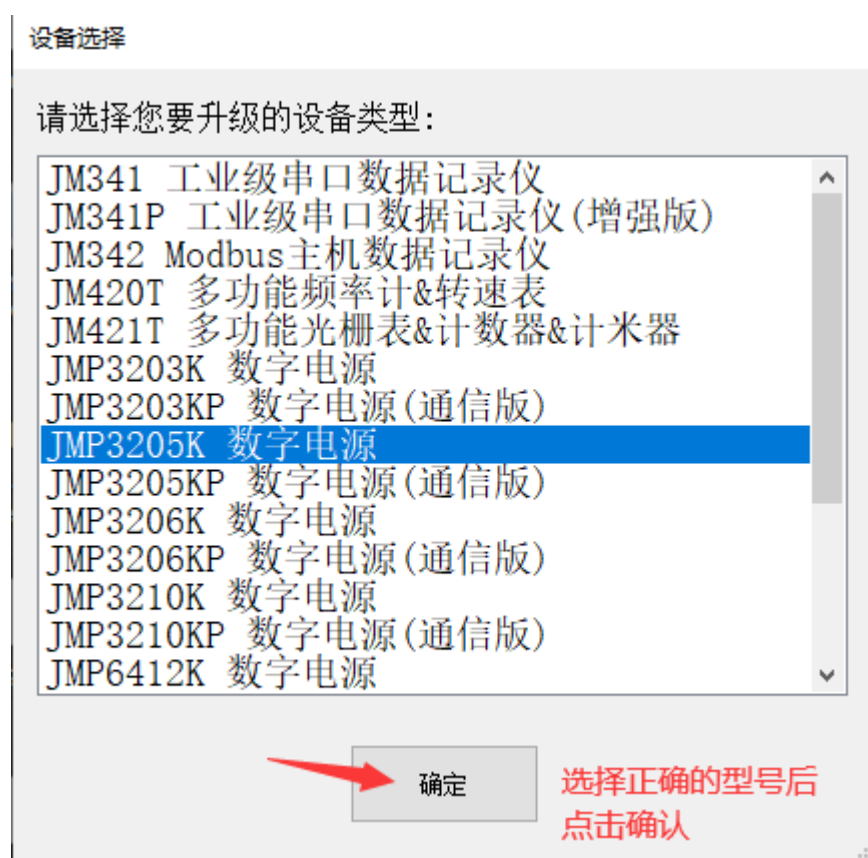 设备选择
请选择您要升级的设备类型:
JM341 工业级串口数据记录仪
JM341P 工业级串口数据记录仪(增强版)
JM342 Modbus主机数据记录仪
JM420T 多功能频率计&转速表
JM421T 多功能光栅表&计数器&计米器
JMP3203K 数字电源
JMP3203KP 数字电源(通信版)
JMP3205K 数字电源
JMP3205KP 数字电源(通信版)
JMP3206K 数字电源
JMP3206KP 数字电源(通信版)
JMP3210K 数字电源
JMP3210KP 数字电源(通信版)
JMP6412K 数字电源
确定
选择正确的型号后
点击确认